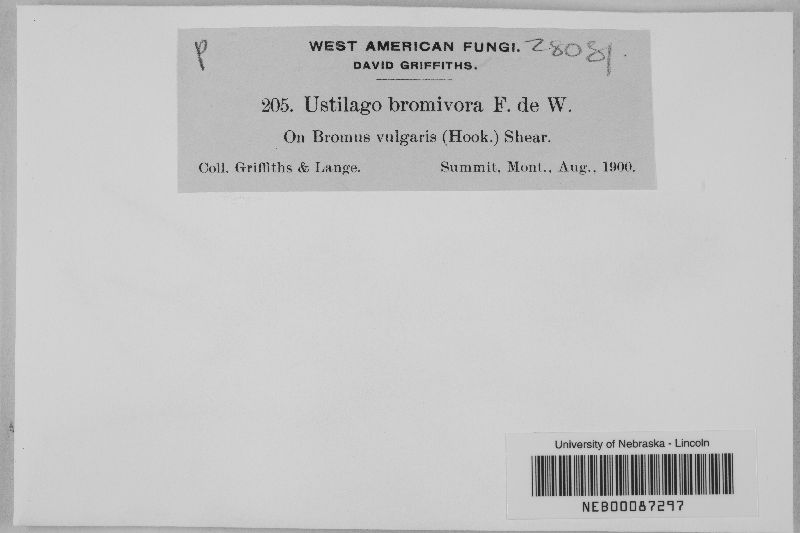 P
WEST AMERICAN FUNGI. 28081.
DAVID GRIFFITHS.
205. Ustilago bromivora F. de W.
On Bromus vulgaris (Hook.) Shear.
Coll. Griffiths & Lange. Summit, Mont., Aug., 1900.
University of Nebraska - Lincoln
NEB00087297